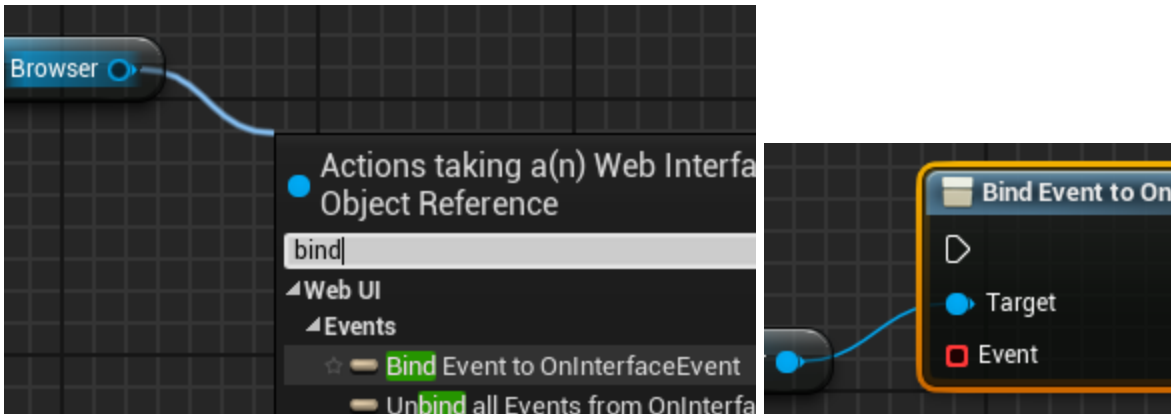 Browser
Actions taking a(n) Web Interfa
Object Reference
bind
Web UI
Events
Bind Event to OnInterfaceEvent
Unbind all Events from OnInterfa
Bind Event to On
Target
Event